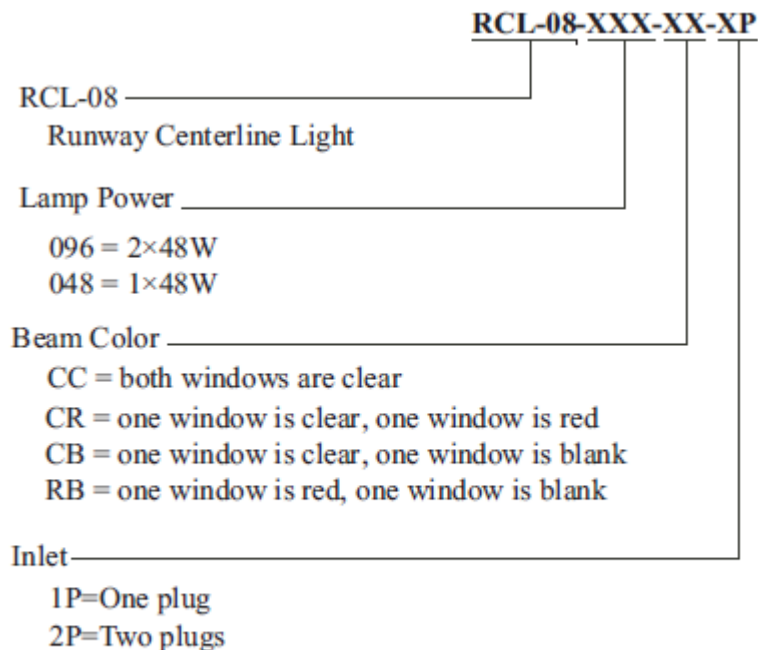 RCL-08-XXX-XX-XP
RCL-08
Runway Centerline Light
Lamp Power
096 = 2×48W
048 = 1×48W
Beam Color
CC = both windows are clear
CR = one window is clear, one window is red
CB = one window is clear, one window is blank
RB = one window is red, one window is blank
Inlet
1P=One plug
2P=Two plugs